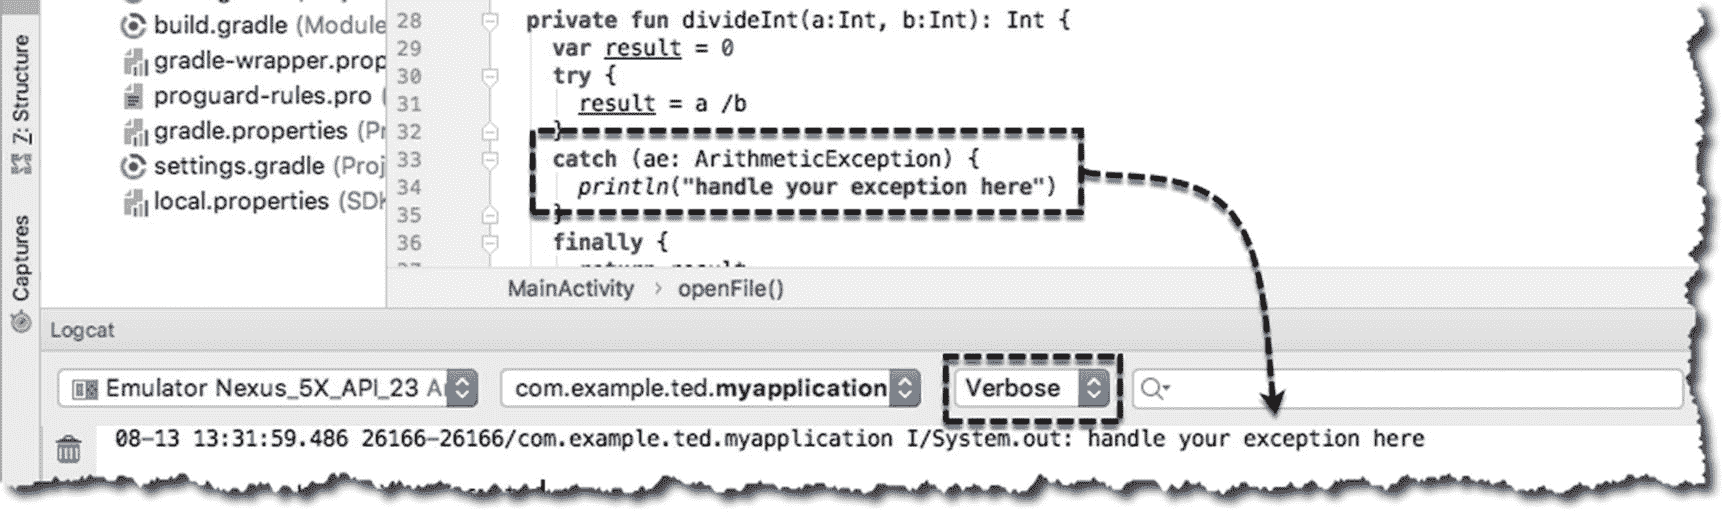 build.gradle (Module
gradle-wrapper.prop
proguard-rules.pro (
gradle.properties (Pr
settings.gradle (Proj
local.properties (SDK
Z: Structure
Captures
28 private fun divideInt(a:Int, b:Int): Int {
29 var result = 0
30 try {
31 result = a /b
32 }
33 catch (ae: ArithmeticException) {
34 println("handle your exception here")
35 }
36 finally {
return result
MainActivity › openFile()
Logcat
Emulator Nexus_5X_API_23 A
com.example.ted.myapplication
Verbose
08-13 13:31:59.486 26166-26166/com.example.ted.myapplication I/System.out: handle your exception here